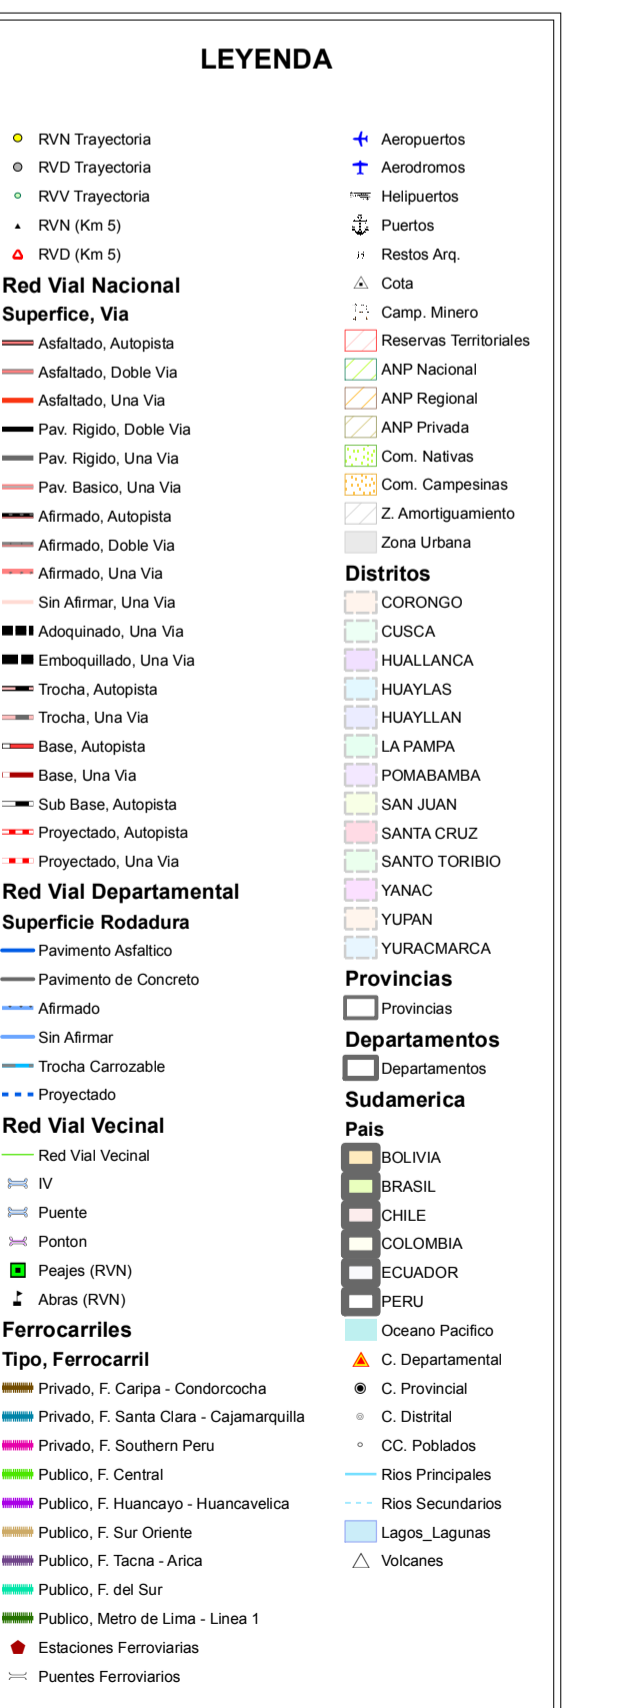 LEYENDA
RVN Trayectoria
RVD Trayectoria
RVV Trayectoria
RVN (Km 5)
RVD (Km 5)
Red Vial Nacional
Superfice, Via
Asfaltado, Autopista
Asfaltado, Doble Via
Asfaltado, Una Via
Pav. Rigido, Doble Via
Pav. Rigido, Una Via
Pav. Basico, Una Via
Afirmado, Autopista
Afirmado, Doble Via
Afirmado, Una Via
Sin Afirmar, Una Via
Adoquinado, Una Via
Emboquillado, Una Via
Trocha, Autopista
Trocha, Una Via
Base, Autopista
Base, Una Via
Sub Base, Autopista
Proyectado, Autopista
Proyectado, Una Via
Red Vial Departamental
Superficie Rodadura
Pavimento Asfaltico
Pavimento de Concreto
Afirmado
Sin Afirmar
Trocha Carrozable
Proyectado
Red Vial Vecinal
Red Vial Vecinal
IV
Puente
Ponton
Peajes (RVN)
Abras (RVN)
Ferrocarriles
Tipo, Ferrocarril
Privado, F. Caripa - Condorcocha
Privado, F. Santa Clara - Cajamarquilla
Privado, F. Southern Peru
Publico, F. Central
Publico, F. Huancayo - Huancavelica
Publico, F. Sur Oriente
Publico, F. Tacna - Arica
Publico, F. del Sur
Publico, Metro de Lima - Linea 1
Estaciones Ferroviarias
Puentes Ferroviarios
Aeropuertos
Aerodromos
Helipuertos
Puertos
Restos Arq.
Cota
Camp. Minero
Reservas Territoriales
ANP Nacional
ANP Regional
ANP Privada
Com. Nativas
Com. Campesinas
Z. Amortiguamiento
Zona Urbana
Distritos
CORONGO
CUSCA
HUALLANCA
HUAYLAS
HUAYLLAN
LA PAMPA
POMABAMBA
SAN JUAN
SANTA CRUZ
SANTO TORIBIO
YANAC
YUPAN
YURACMARCA
Provincias
Provincias
Departamentos
Departamentos
Sudamerica
Pais
BOLIVIA
BRASIL
CHILE
COLOMBIA
ECUADOR
PERU
Oceano Pacifico
C. Departamental
C. Provincial
C. Distrital
CC. Poblados
Rios Principales
Rios Secundarios
Lagos_Lagunas
Volcanes